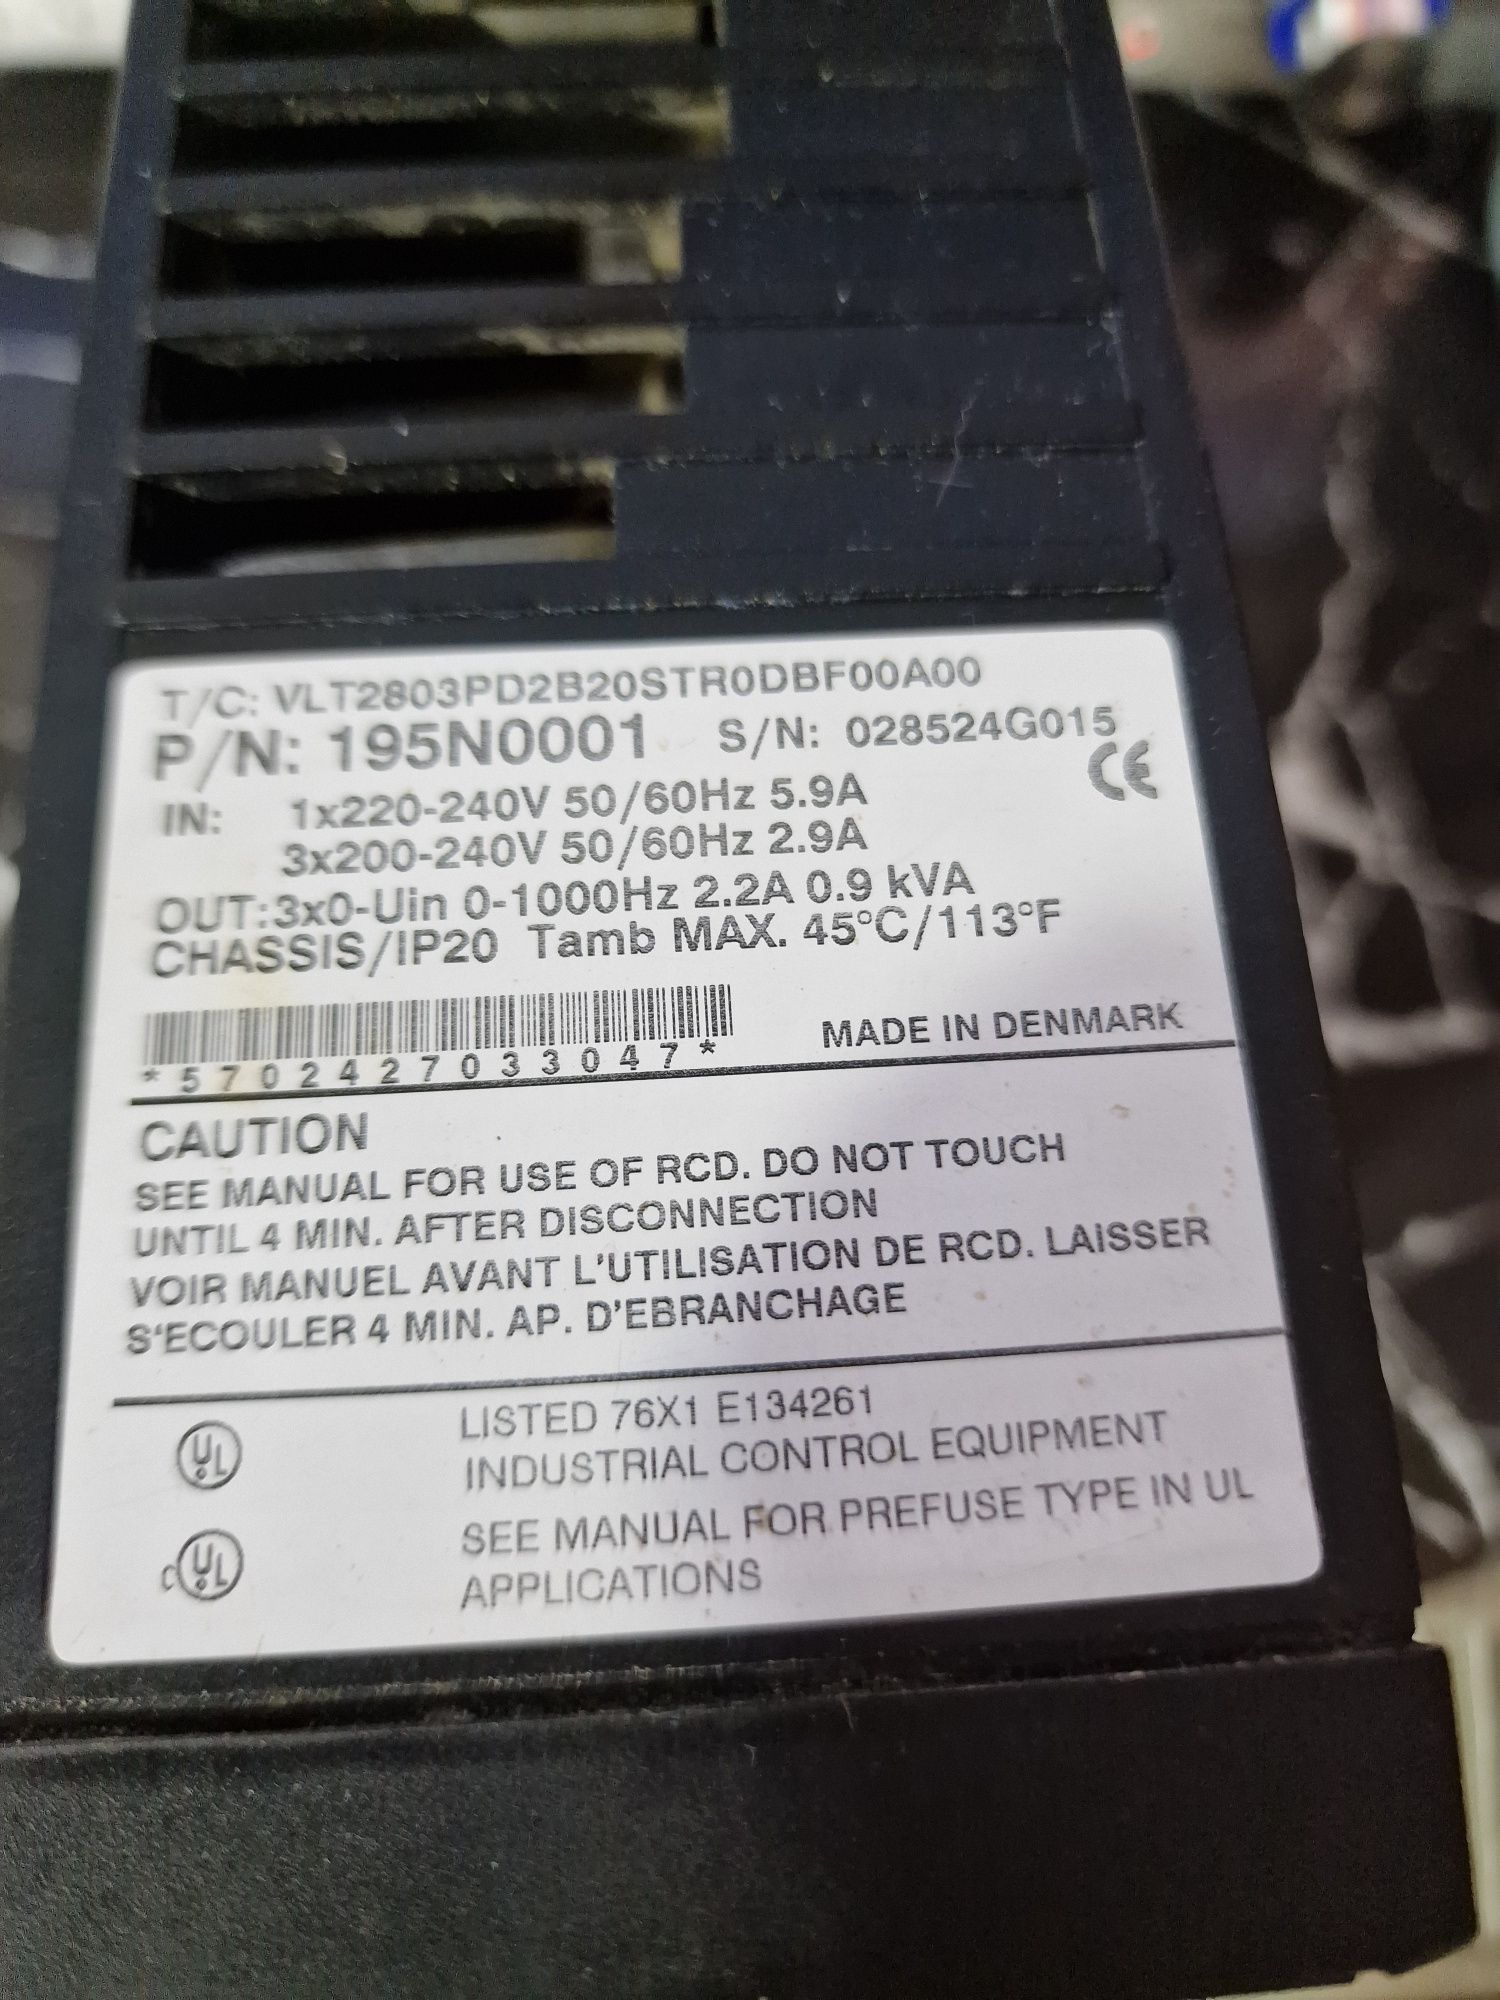 T/C: VLT2803PD2B20STR0DBF00A00
P/N: 195N0001 S/N: 028524G015
CE
IN: 1x220-240V 50/60Hz 5.9A
3x200-240V 50/60Hz 2.9A
OUT:3x0-Uin 0-1000Hz 2.2A 0.9 kVA
CHASSIS/IP20 Tamb MAX. 45°C/113°F
*5702427033047*
MADE IN DENMARK
CAUTION
SEE MANUAL FOR USE OF RCD. DO NOT TOUCH
UNTIL 4 MIN. AFTER DISCONNECTION
VOIR MANUEL AVANT L'UTILISATION DE RCD. LAISSER
S'ECOULER 4 MIN. AP. D'EBRANCHAGE
UL
LISTED 76X1 E134261
INDUSTRIAL CONTROL EQUIPMENT
cUL
SEE MANUAL FOR PREFUSE TYPE IN UL
APPLICATIONS